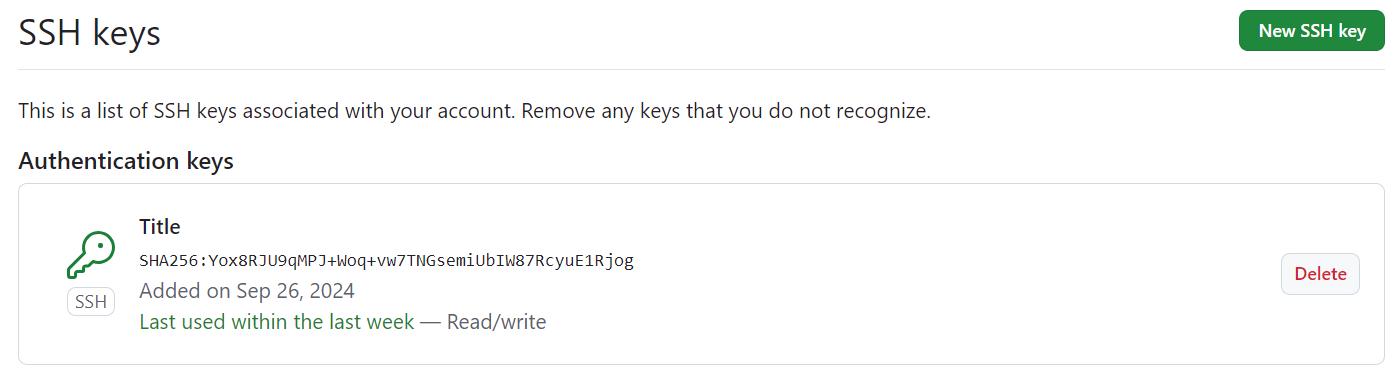 SSH keys
New SSH key
This is a list of SSH keys associated with your account. Remove any keys that you do not recognize.
Authentication keys
Title
SHA256:Yox8RJU9qMPJ+Woq+vw7TNGsemiUbIW87RcyuE1Rjog
Added on Sep 26, 2024
Last used within the last week — Read/write
SSH
Delete